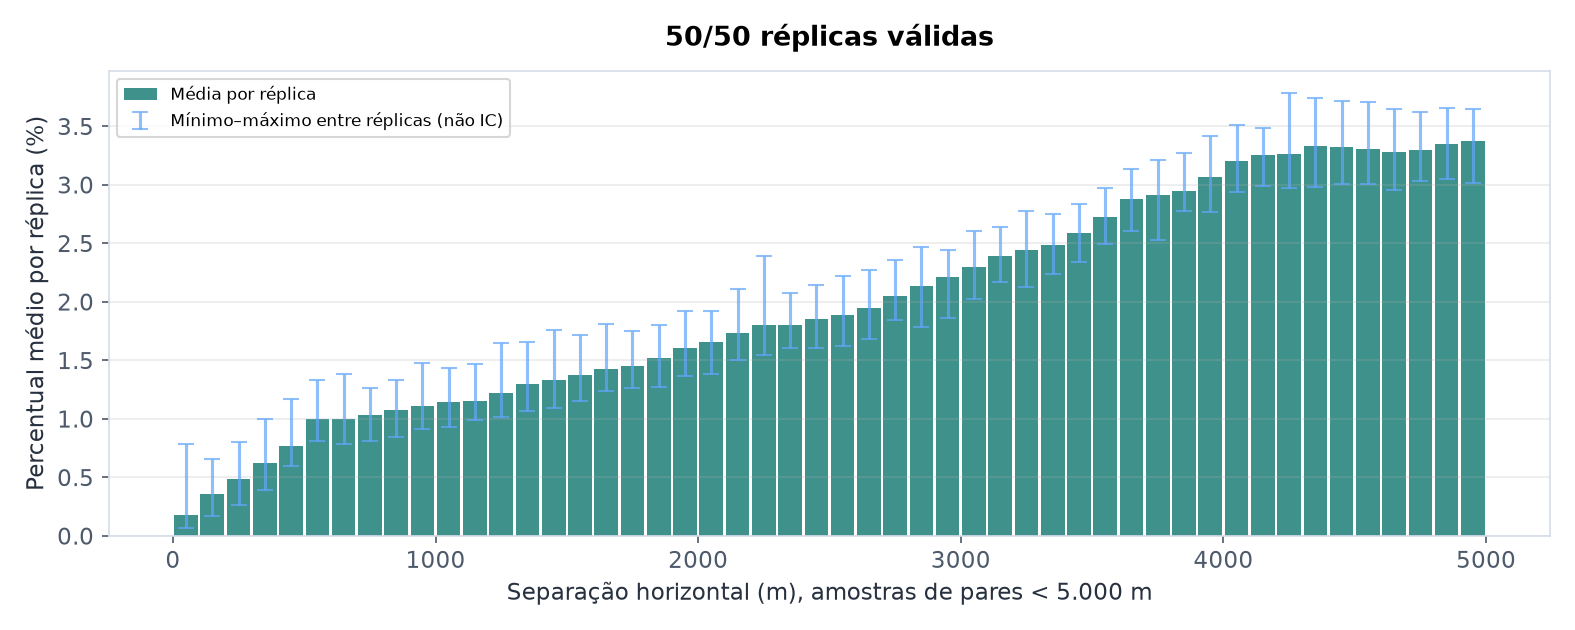 50/50 réplicas válidas
Média por réplica
Mínimo–máximo entre réplicas (não IC)
Percentual médio por réplica (%)
3.5
3.0
2.5
2.0
1.5
1.0
0.5
0.0
0 1000 2000 3000 4000 5000
Separação horizontal (m), amostras de pares < 5.000 m